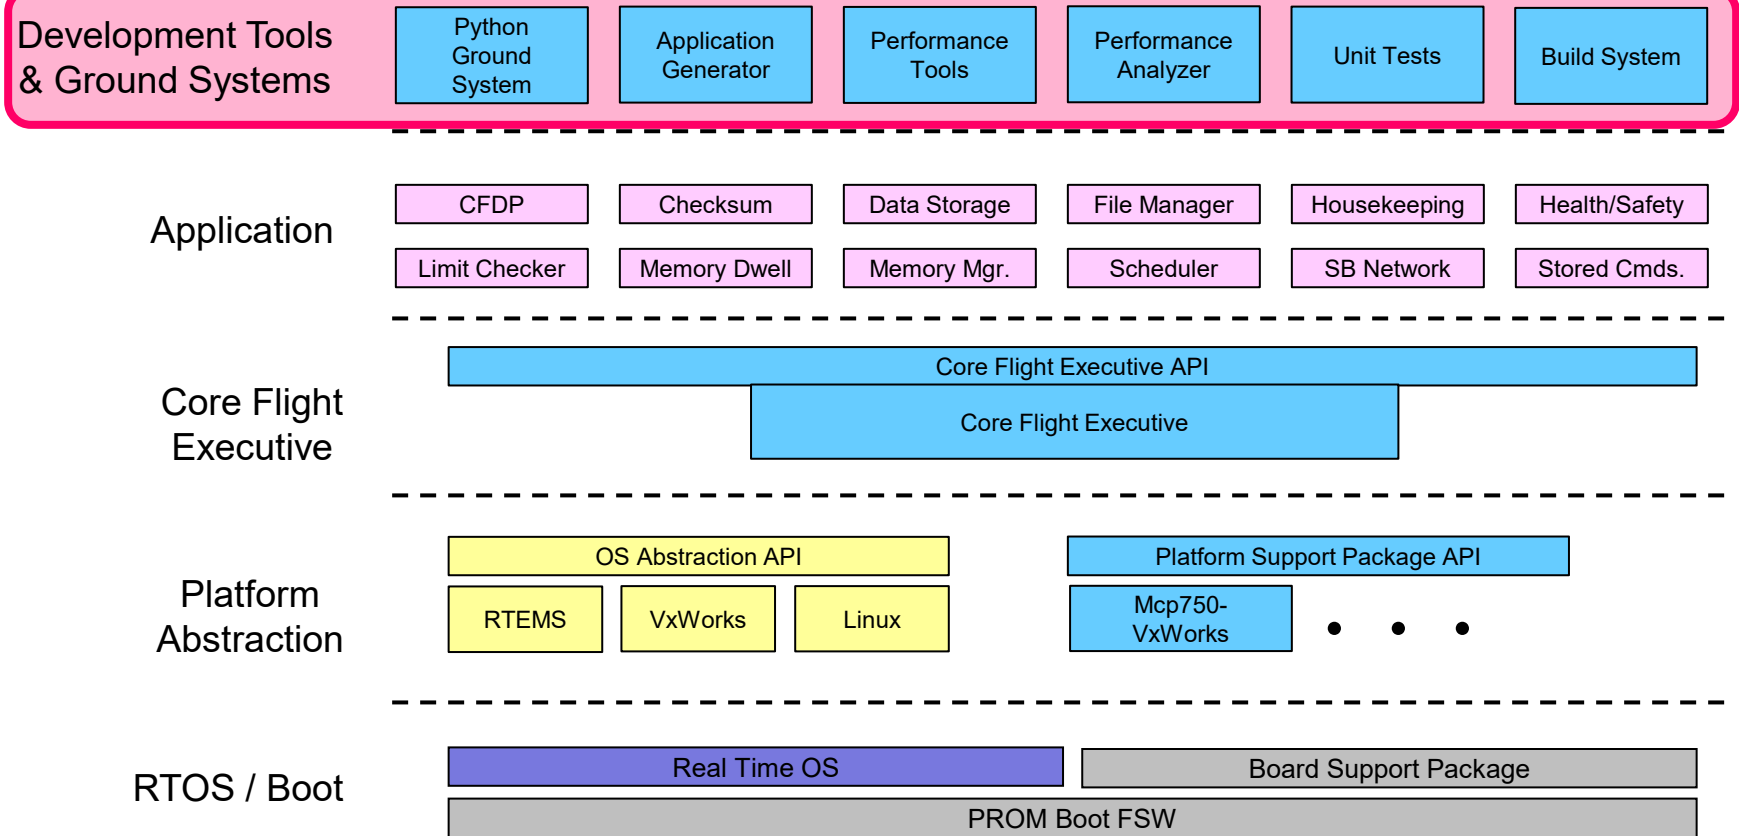 Development Tools
& Ground Systems
Python
Ground
System
Application
Generator
Performance
Tools
Performance
Analyzer
Unit Tests
Build System
Application
CFDP
Checksum
Data Storage
File Manager
Housekeeping
Health/Safety
Limit Checker
Memory Dwell
Memory Mgr.
Scheduler
SB Network
Stored Cmds.
Core Flight
Executive
Core Flight Executive API
Core Flight Executive
Platform
Abstraction
OS Abstraction API
RTEMS
VxWorks
Linux
Platform Support Package API
Mcp750-
VxWorks
• • •
RTOS / Boot
Real Time OS
Board Support Package
PROM Boot FSW